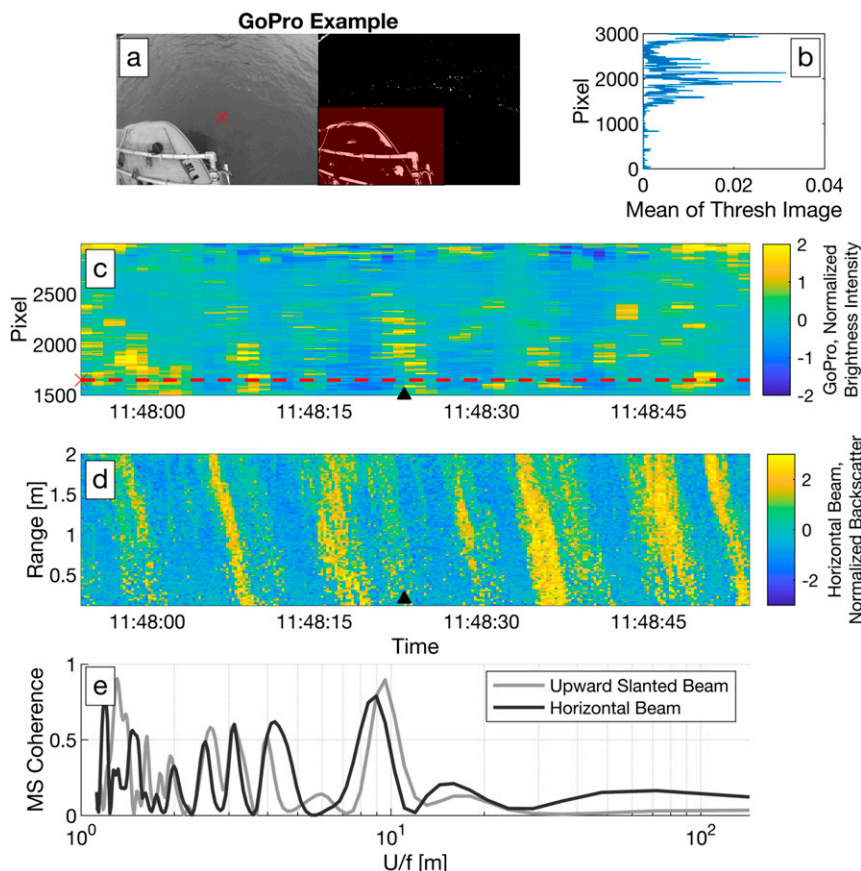 GoPro Example
a
b
3000
2000
1000
0
Pixel
0
0.02
0.04
Mean of Thresh Image
c
2500
2000
1500
Pixel
11:48:00
11:48:15
11:48:30
11:48:45
2
1
0
-1
-2
GoPro, Normalized
Brightness Intensity
d
2
1.5
1
0.5
Range [m]
11:48:00
11:48:15
11:48:30
11:48:45
Time
2
0
-2
Horizontal Beam,
Normalized Backscatter
e
1
0.5
0
MS Coherence
Upward Slanted Beam
Horizontal Beam
10⁰
10¹
10²
U/f [m]